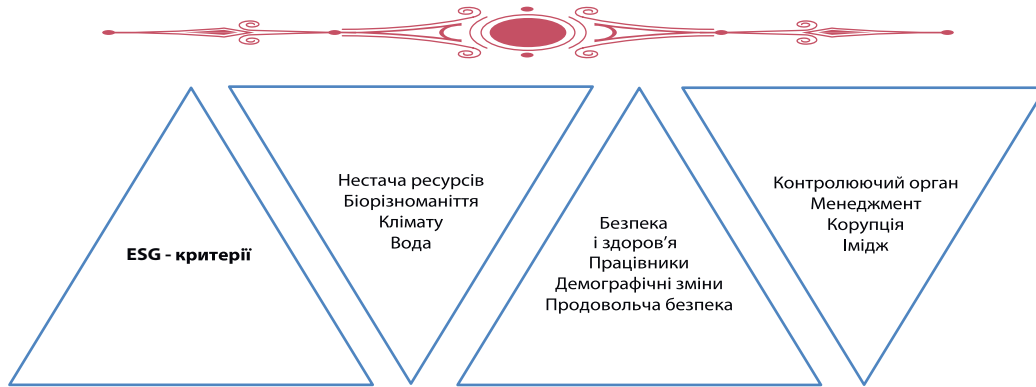 ESG - критерії
Нестача ресурсів
Біорізноманіття
Клімату
Вода
Безпека
і здоров’я
Працівники
Демографічні зміни
Продовольча безпека
Контролюючий орган
Менеджмент
Корупція
Імідж